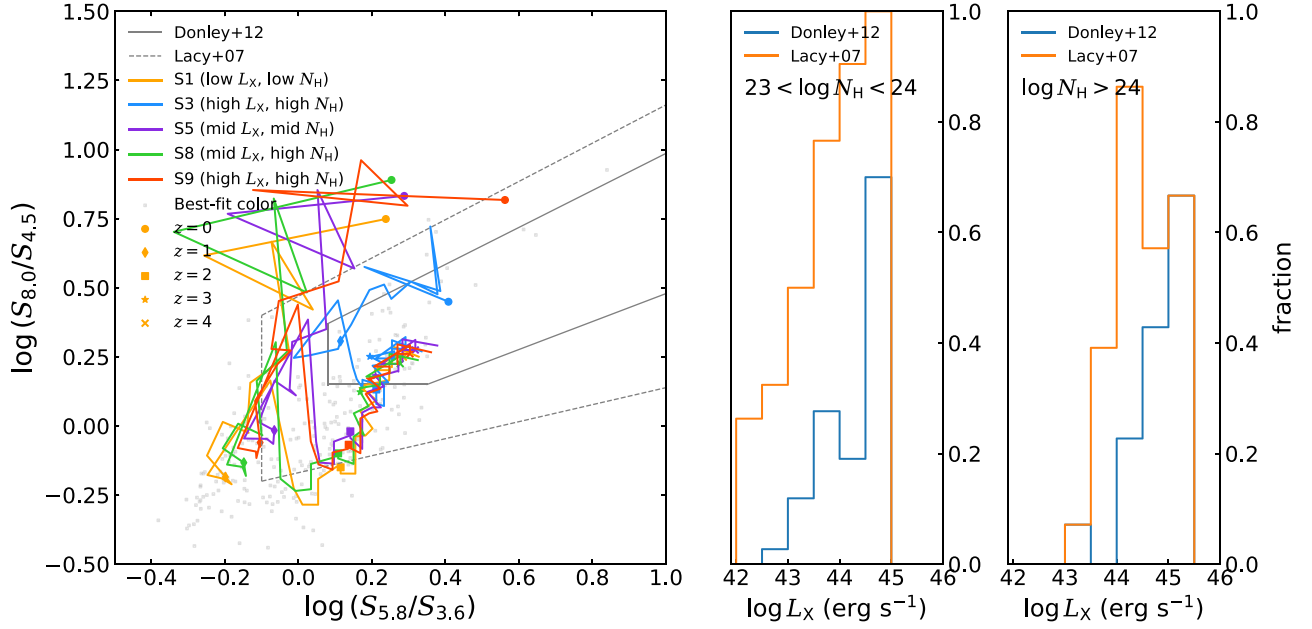 1.50
1.25
1.00
0.75
0.50
0.25
0.00
−0.25
−0.50
log (S8.0/S4.5)
Donley+12
Lacy+07
S1 (low LX, low NH)
S3 (high LX, high NH)
S5 (mid LX, mid NH)
S8 (mid LX, high NH)
S9 (high LX, high NH)
Best-fit color
z = 0
z = 1
z = 2
z = 3
z = 4
−0.4 −0.2 0.0 0.2 0.4 0.6 0.8 1.0
log (S5.8/S3.6)
Donley+12
Lacy+07
23 < log NH < 24
1.0
0.8
0.6
0.4
0.2
0.0
42 43 44 45 46
log LX (erg s−1)
Donley+12
Lacy+07
log NH > 24
1.0
0.8
0.6
0.4
0.2
0.0
fraction
42 43 44 45 46
log LX (erg s−1)